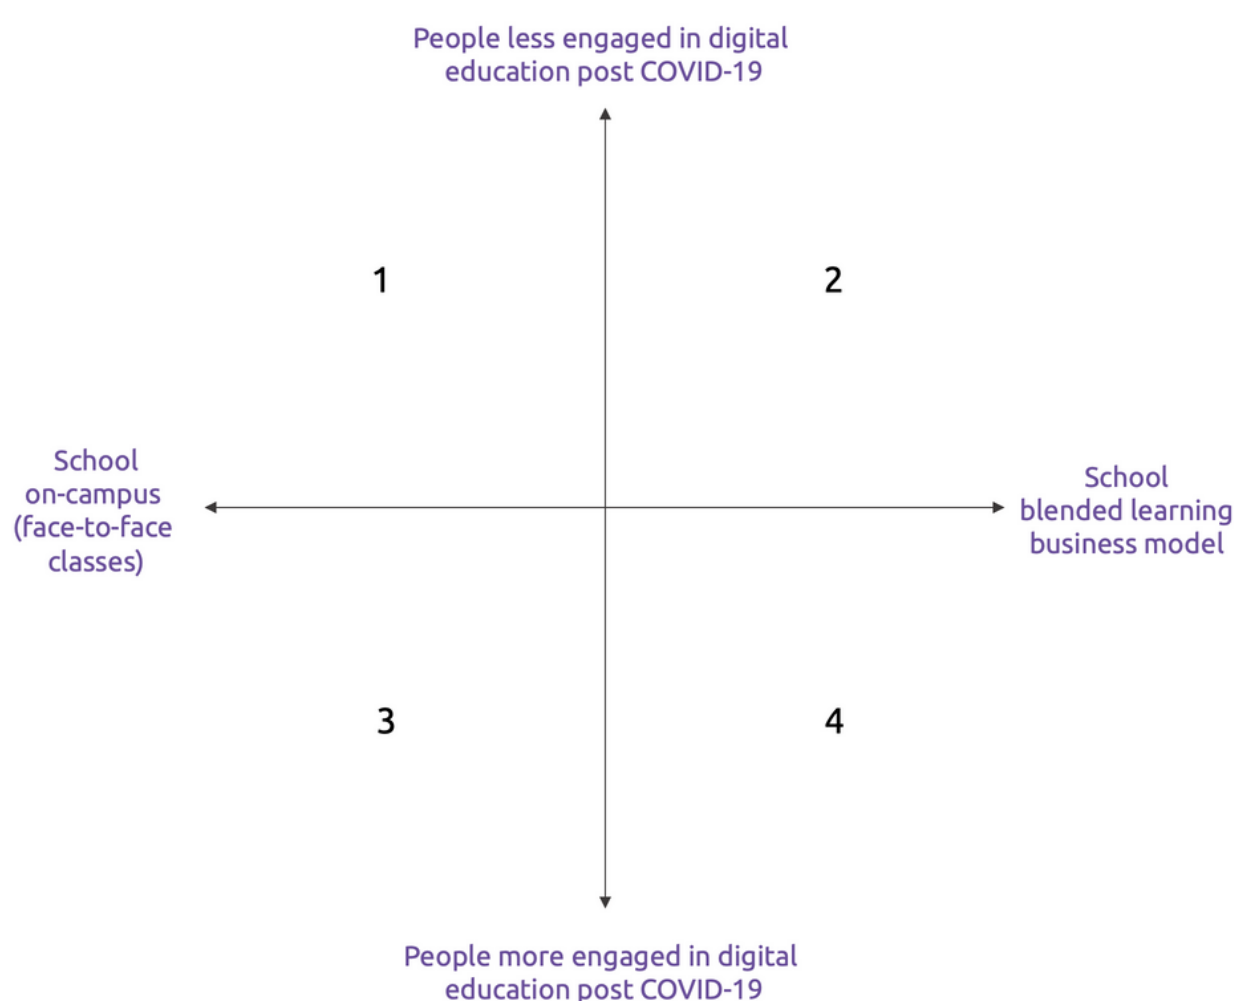 People less engaged in digital
education post COVID-19
1
2
School
on-campus
(face-to-face
classes)
School
blended learning
business model
3
4
People more engaged in digital
education post COVID-19